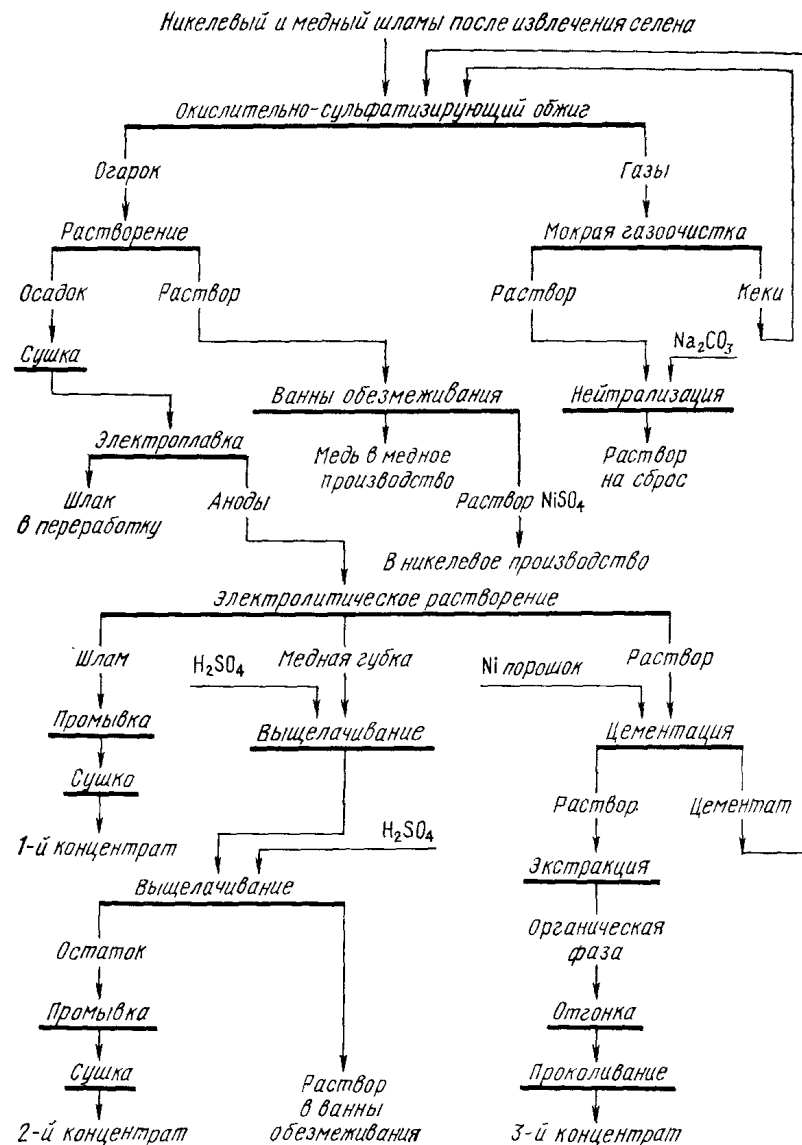 Никелевый и медный шламы после извлечения селена
Окислительно-сульфатизирующий обжиг
Огарок
Газы
Растворение
Мокрая газоочистка
Осадок
Раствор
Раствор
Кеки
Na₂CO₃
Сушка
Ванны обезмеживания
Нейтрализация
Электроплавка
Медь в медное
производство
Раствор
на сброс
Шлак
в переработку
Аноды
Раствор NiSO₄
В никелевое производство
Электролитическое растворение
Шлам
H₂SO₄
Медная губка
Ni порошок
Раствор
Промывка
Выщелачивание
Цементация
Сушко
Раствор
Цементат
1-й концентрат
H₂SO₄
Выщелачивание
Экстракция
Остаток
Органическая
фаза
Промывка
Отгонка
Сушка
Раствор
в ванны
обезмеживания
Прокаливание
2-й концентрат
3-й концентрат